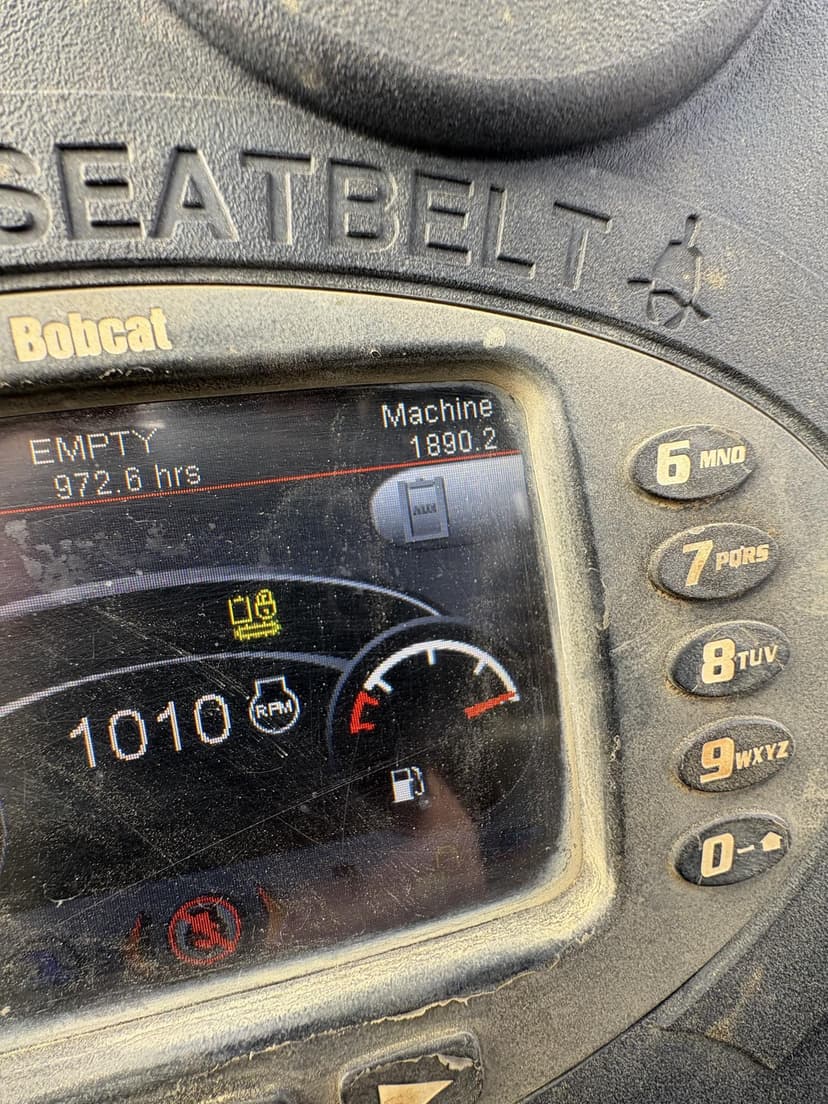 SEATBELT
Bobcat
EMPTY
972.6 hrs
Machine
1890.2
1010 RPM
6 MNO
7 PQRS
8 TUV
9 WXYZ
0-